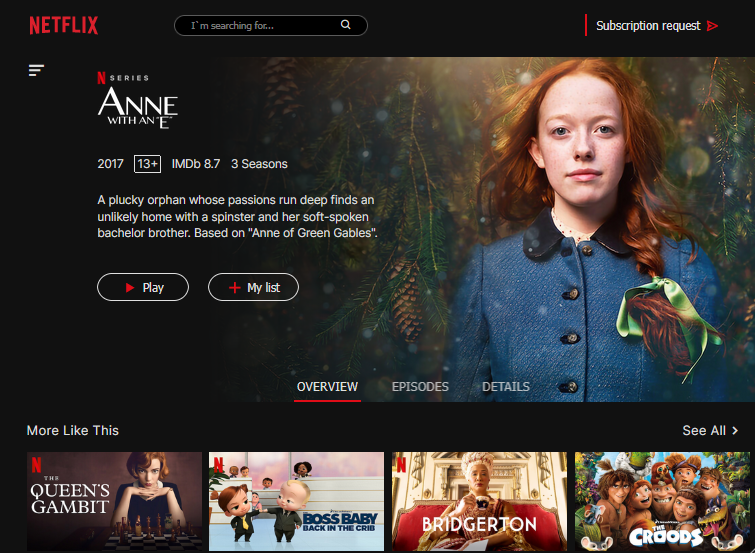 NETFLIX
I`m searching for...
Subscription request
N SERIES
ANNE
WITH AN "E"
2017 13+ IMDb 8.7 3 Seasons
A plucky orphan whose passions run deep finds an
unlikely home with a spinster and her soft-spoken
bachelor brother. Based on "Anne of Green Gables".
Play
My list
OVERVIEW EPISODES DETAILS
More Like This
See All
N
THE
QUEEN'S
GAMBIT
N
BOSS BABY
BACK IN THE CRIB
N
BRIDGERTON
THE
CROODS